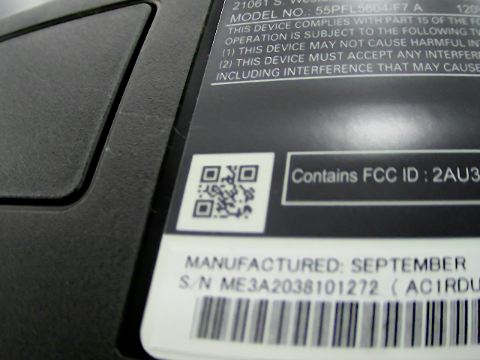 MODEL NO. 55PFL5604/F7 A
THIS DEVICE COMPLIES WITH PART 15 OF THE
OPERATION IS SUBJECT TO THE FOLLOWING
(1) THIS DEVICE MAY NOT CAUSE HARMFUL
(2) THIS DEVICE MUST ACCEPT ANY
INCLUDING INTERFERENCE THAT MAY
Contains FCC ID : 2AU3
MANUFACTURED: SEPTEMBER
S/N ME3A2038101272 ( AC1RDU